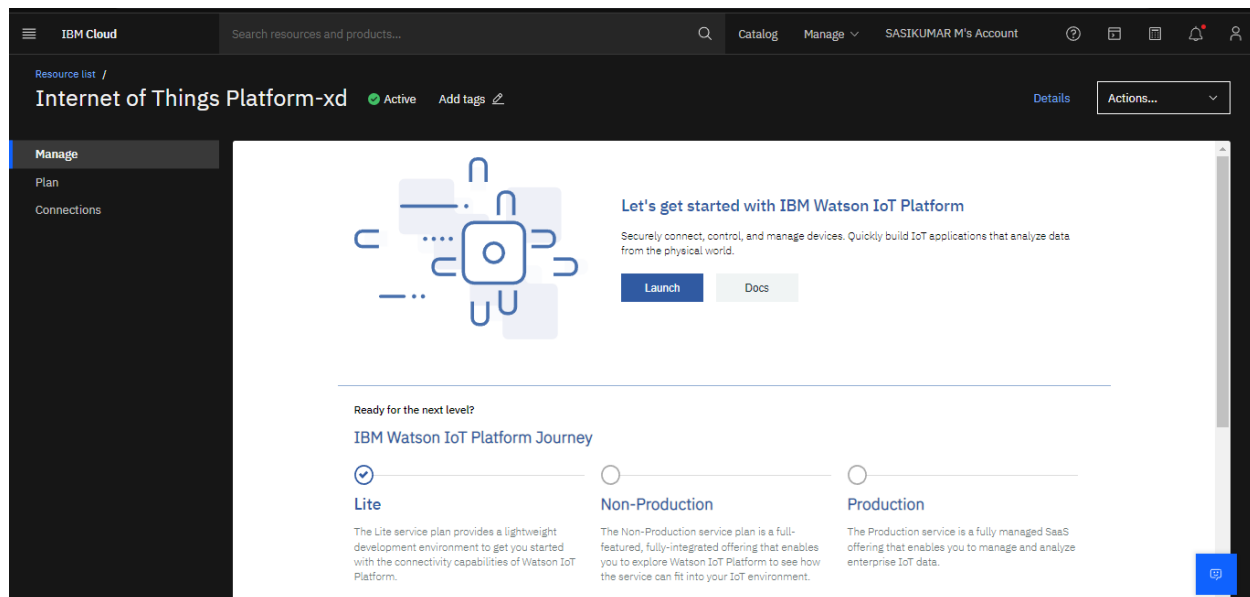 IBM Cloud
Search resources and products...
Catalog
Manage
SASIKUMAR M's Account
Resource list /
Internet of Things Platform-xd
Active
Add tags
Details
Actions...
Manage
Plan
Connections
Let's get started with IBM Watson IoT Platform
Securely connect, control, and manage devices. Quickly build IoT applications that analyze data
from the physical world.
Launch
Docs
Ready for the next level?
IBM Watson IoT Platform Journey
Lite
The Lite service plan provides a lightweight
development environment to get you started
with the connectivity capabilities of Watson IoT
Platform.
Non-Production
The Non-Production service plan is a full-
featured, fully-integrated offering that enables
you to explore Watson IoT Platform to see how
the service can fit into your IoT environment.
Production
The Production service is a fully managed SaaS
offering that enables you to manage and analyze
enterprise IoT data.